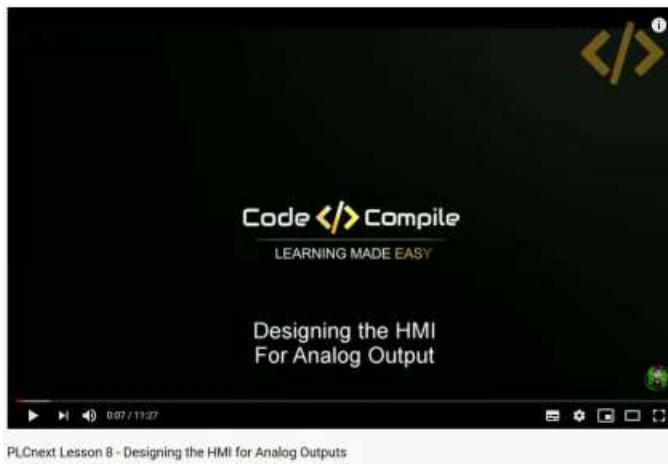 Code </> Compile
LEARNING MADE EASY
Designing the HMI
For Analog Output
0:07 / 11:27
PLCnext Lesson 8 - Designing the HMI for Analog Outputs